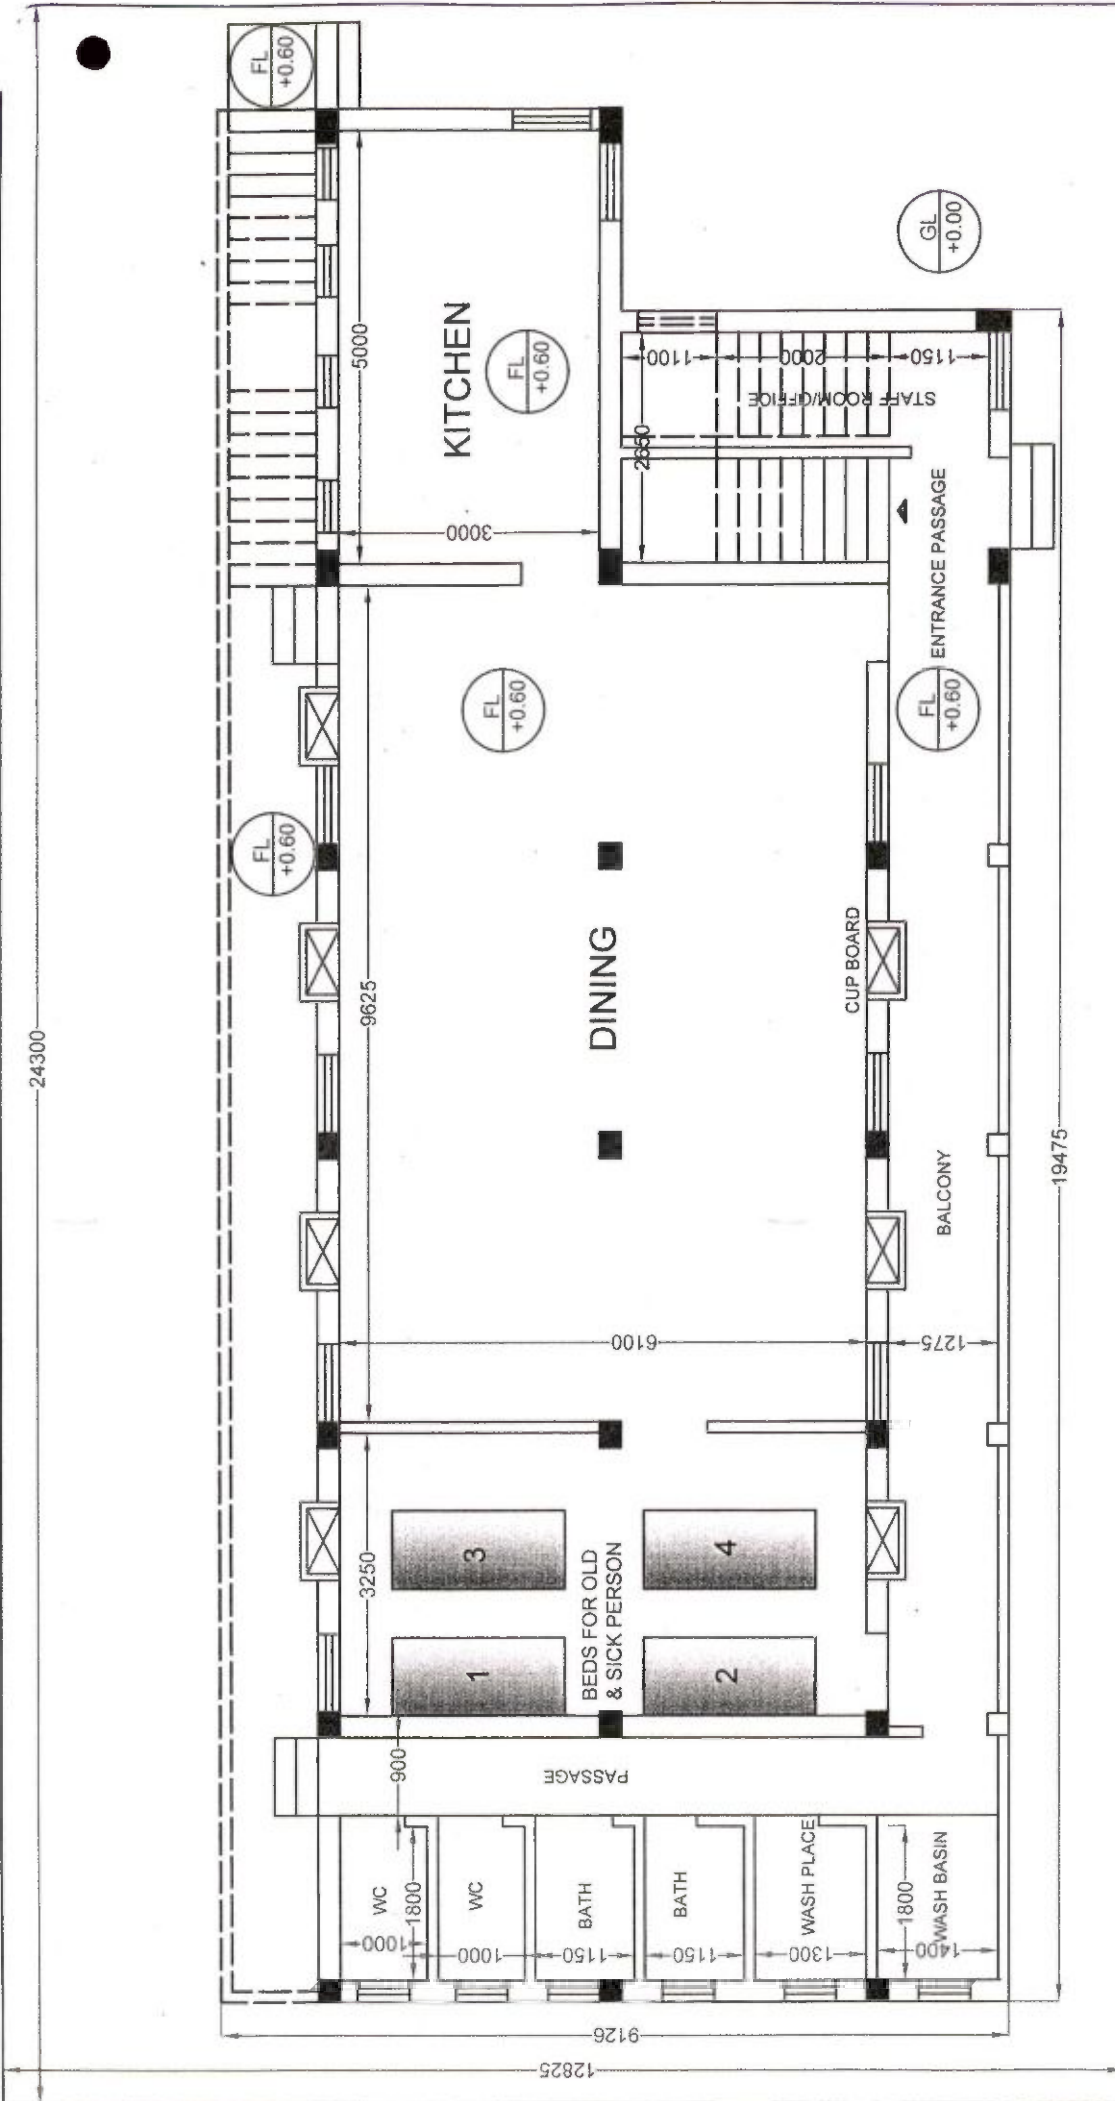 24300
FL
+0.60
5000
KITCHEN
FL
+0.60
3000
GL
+0.00
1100
2000
1150
STAFF ROOM/OFFICE
2650
ENTRANCE PASSAGE
FL
+0.60
FL
+0.60
FL
+0.60
9625
DINING
CUP BOARD
BALCONY
19475
6100
1275
3250
3
4
1
2
BEDS FOR OLD
& SICK PERSON
900
PASSAGE
WC
1800
1000
WC
1000
BATH
1150
BATH
1150
WASH PLACE
1300
1800
WASH BASIN
1400
9126
12825